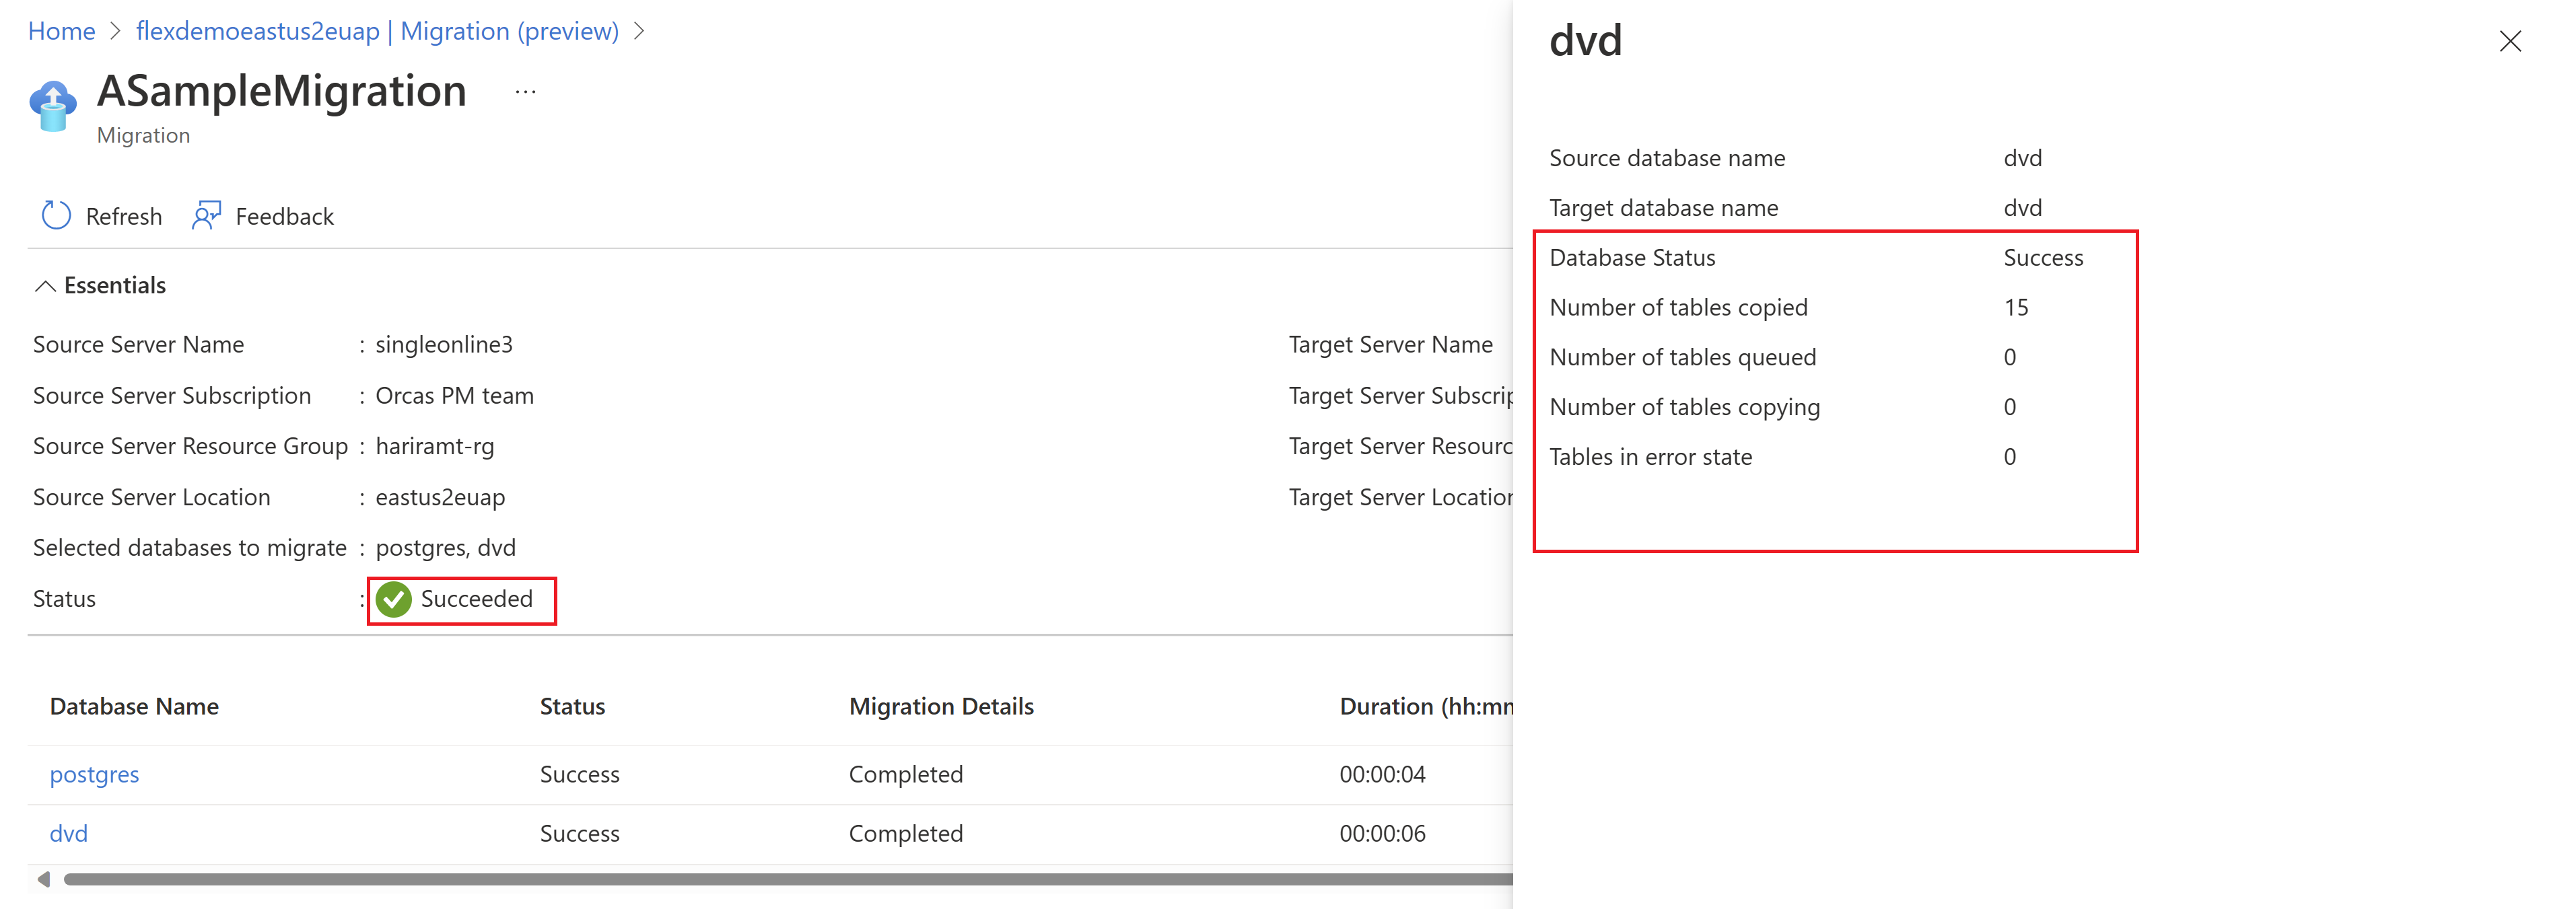 Home > flexdemoeastus2euap | Migration (preview) >
ASampleMigration ...
Migration
Refresh Feedback
Essentials
Source Server Name : singleonline3 Target Server Name
Source Server Subscription : Orcas PM team Target Server Subscrip
Source Server Resource Group : hariramt-rg Target Server Resourc
Source Server Location : eastus2euap Target Server Location
Selected databases to migrate : postgres, dvd
Status : Succeeded
Database Name Status Migration Details Duration (hh:mm
postgres Success Completed 00:00:04
dvd Success Completed 00:00:06
dvd
Source database name dvd
Target database name dvd
Database Status Success
Number of tables copied 15
Number of tables queued 0
Number of tables copying 0
Tables in error state 0